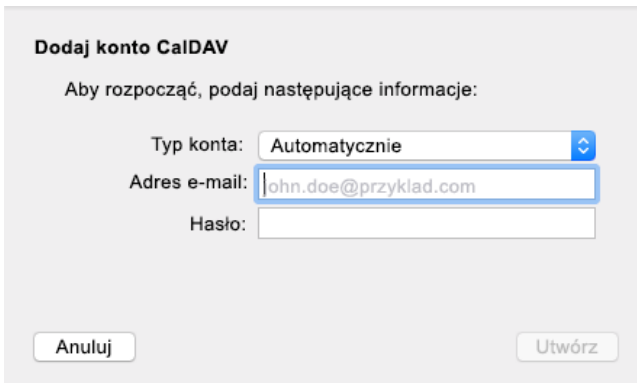 Dodaj konto CalDAV
Aby rozpocząć, podaj następujące informacje:
Typ konta: Automatycznie
Adres e-mail: john.doe@przyklad.com
Hasło:
Anuluj Utwórz